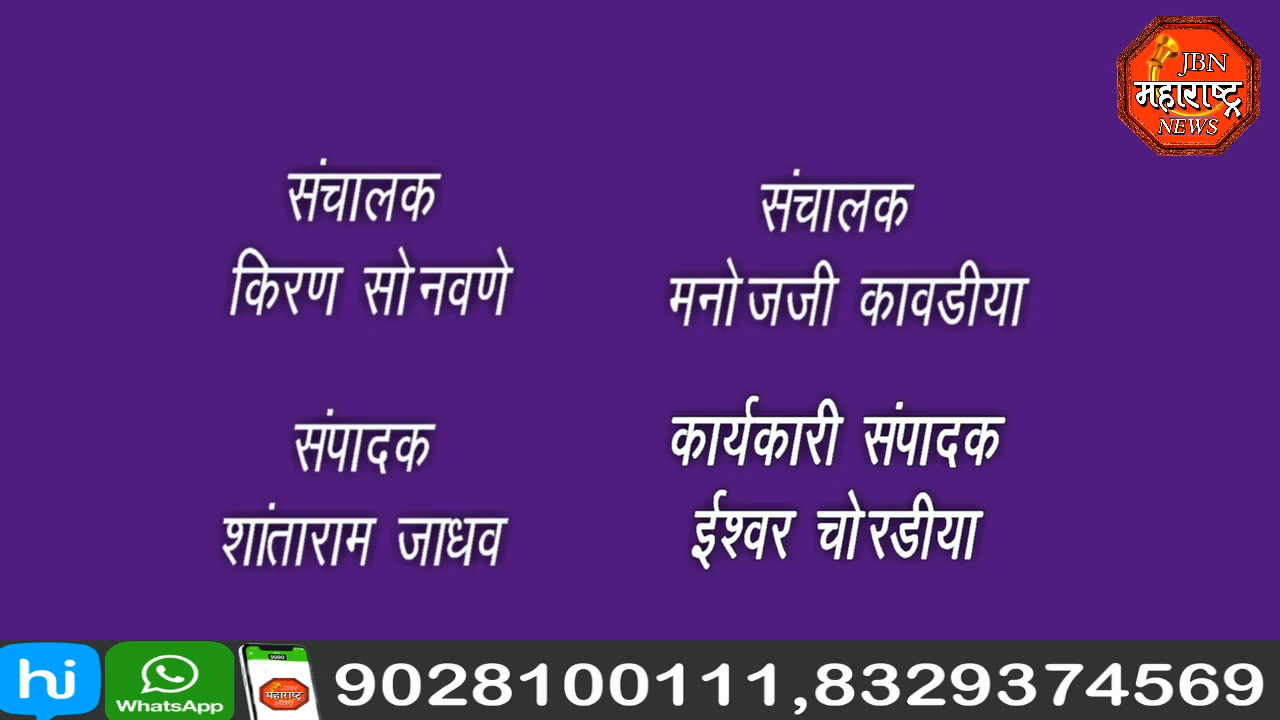 JBN
महाराष्ट्र
NEWS
संचालक
किरण सोनवणे
संचालक
मनोजजी कावडीया
संपादक
शांताराम जाधव
कार्यकारी संपादक
ईश्वर चोरडीया
hi
WhatsApp
महाराष्ट्र
9028100111,8329374569